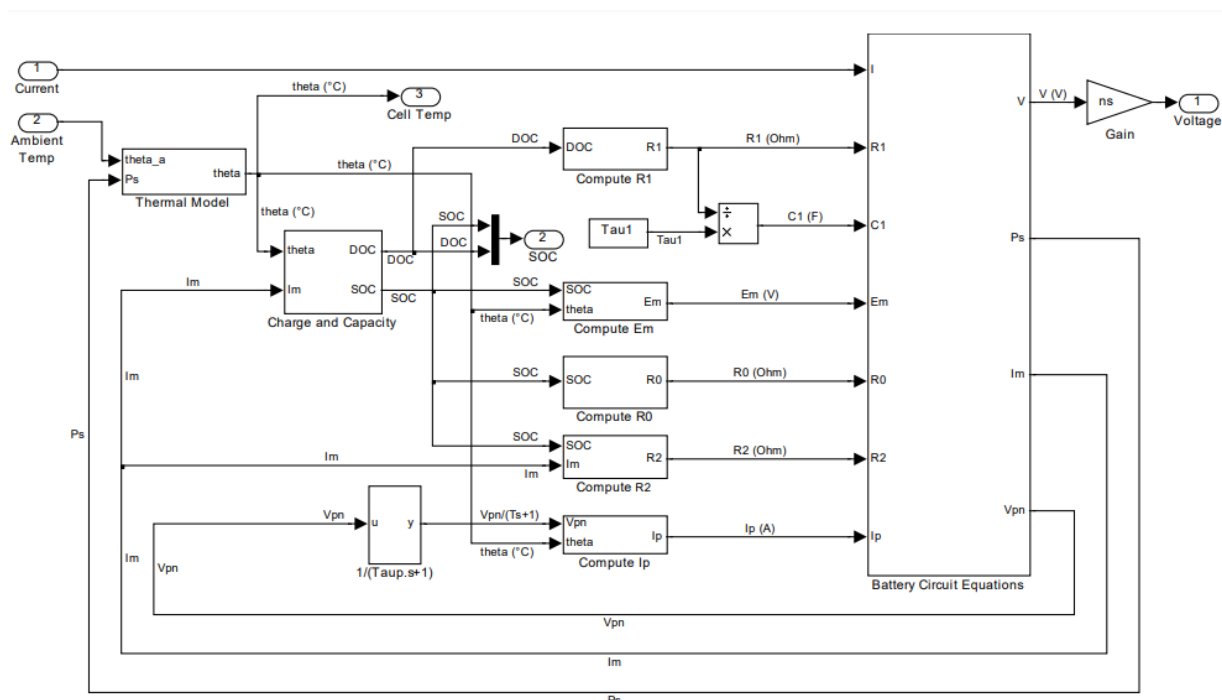 1
Current
2
Ambient
Temp
theta_a
Ps
theta
Thermal Model
theta (°C)
3
Cell Temp
theta (°C)
theta (°C)
theta
Im
DOC
SOC
Charge and Capacity
DOC
SOC
Im
SOC
DOC
2
SOC
DOC
DOC
R1
Compute R1
R1 (Ohm)
Tau1
Tau1
÷
×
C1 (F)
SOC
theta (°C)
SOC
theta
Em
Compute Em
Em (V)
SOC
SOC
R0
Compute R0
R0 (Ohm)
SOC
Im
Im
SOC
Im
R2
Compute R2
R2 (Ohm)
Vpn
u
y
1/(Taup.s+1)
Vpn/(Ts+1)
theta (°C)
Vpn
theta
Ip
Compute Ip
Ip (A)
I
R1
C1
Em
R0
R2
Ip
V
Ps
Im
Vpn
Battery Circuit Equations
V (V)
ns
Gain
1
Voltage
Im
Ps
Im
Vpn
Vpn
Im
Ps